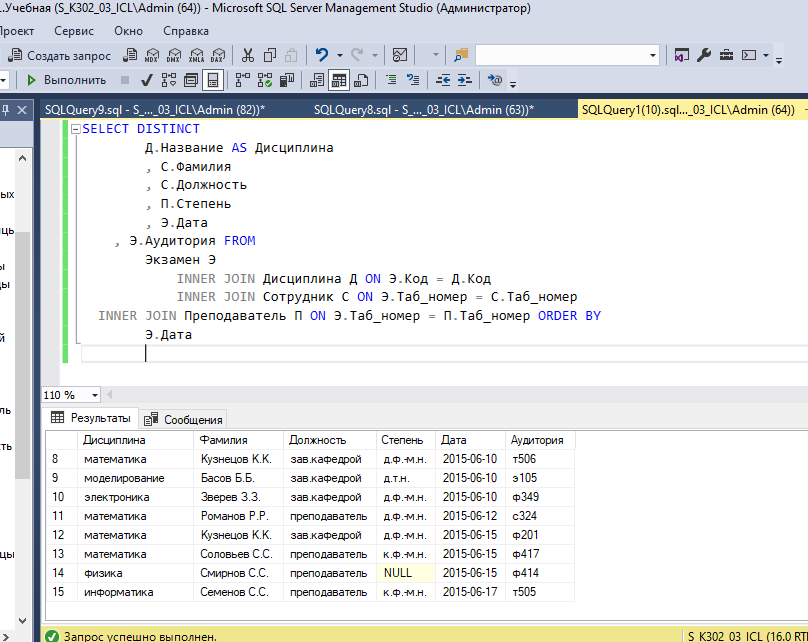 .Учебная (S_K302_03_ICL\Admin (64)) - Microsoft SQL Server Management Studio (Администратор)
Проект Сервис Окно Справка
Создать запрос MDX DMX XMLA DAX
Выполнить
SQLQuery9.sql - S_..._03_ICL\Admin (82))* SQLQuery8.sql - S_..._03_ICL\Admin (63))* SQLQuery1(10).sql..._03_ICL\Admin (64))
SELECT DISTINCT
Д.Название AS Дисциплина
, С.Фамилия
, С.Должность
, П.Степень
, Э.Дата
, Э.Аудитория FROM
Экзамен Э
INNER JOIN Дисциплина Д ON Э.Код = Д.Код
INNER JOIN Сотрудник С ON Э.Таб_номер = С.Таб_номер
INNER JOIN Преподаватель П ON Э.Таб_номер = П.Таб_номер ORDER BY
Э.Дата
110 %
Результаты Сообщения
Дисциплина Фамилия Должность Степень Дата Аудитория
8 математика Кузнецов К.К. зав.кафедрой д.ф.-м.н. 2015-06-10 т506
9 моделирование Басов Б.Б. зав.кафедрой д.т.н. 2015-06-10 э105
10 электроника Зверев З.З. зав.кафедрой д.ф.-м.н. 2015-06-10 ф349
11 математика Романов Р.Р. преподаватель д.ф.-м.н. 2015-06-12 с324
12 математика Кузнецов К.К. зав.кафедрой д.ф.-м.н. 2015-06-15 ф201
13 математика Соловьев С.С. преподаватель к.ф.-м.н. 2015-06-15 ф417
14 физика Смирнов С.С. преподаватель NULL 2015-06-15 ф414
15 информатика Семенов С.С. преподаватель к.ф.-м.н. 2015-06-17 т505
Запрос успешно выполнен. S_K302_03_ICL (16.0 RT